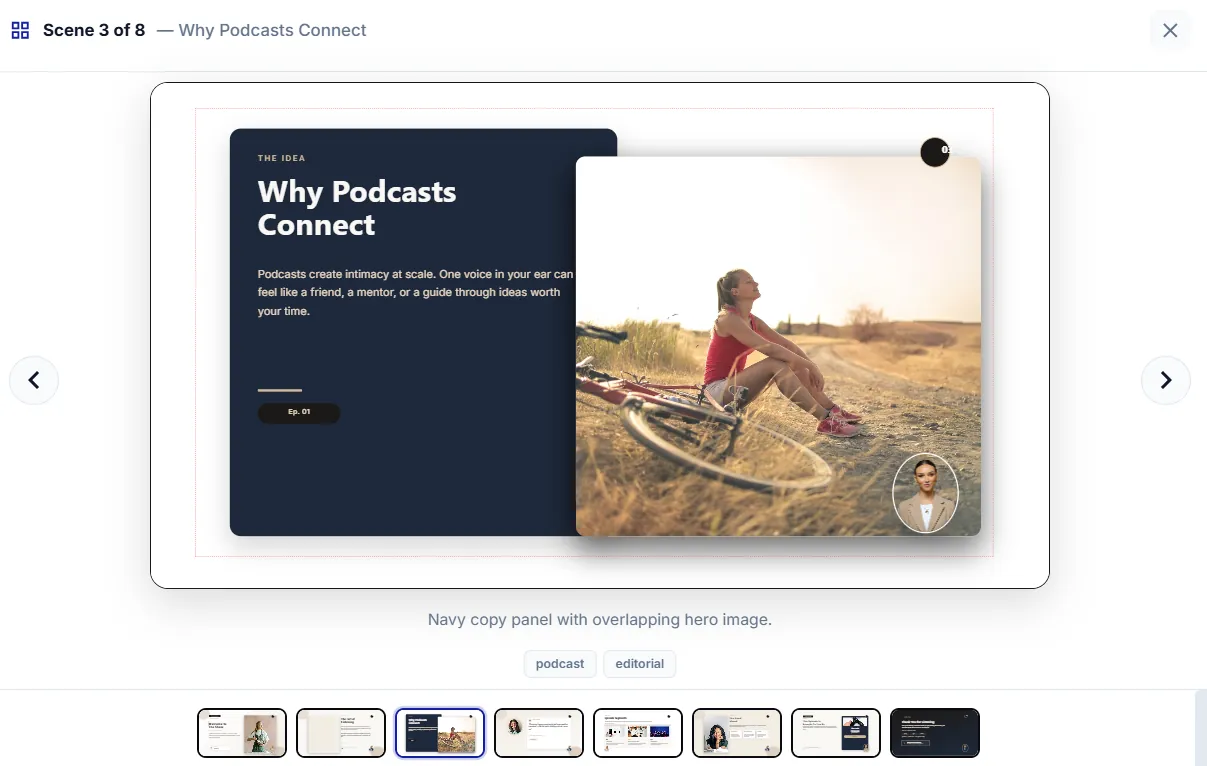 Scene 3 of 8 — Why Podcasts Connect
THE IDEA
Why Podcasts
Connect
Podcasts create intimacy at scale. One voice in your ear can
feel like a friend, a mentor, or a guide through ideas worth
your time.
Ep. 01
Navy copy panel with overlapping hero image.
podcast
editorial